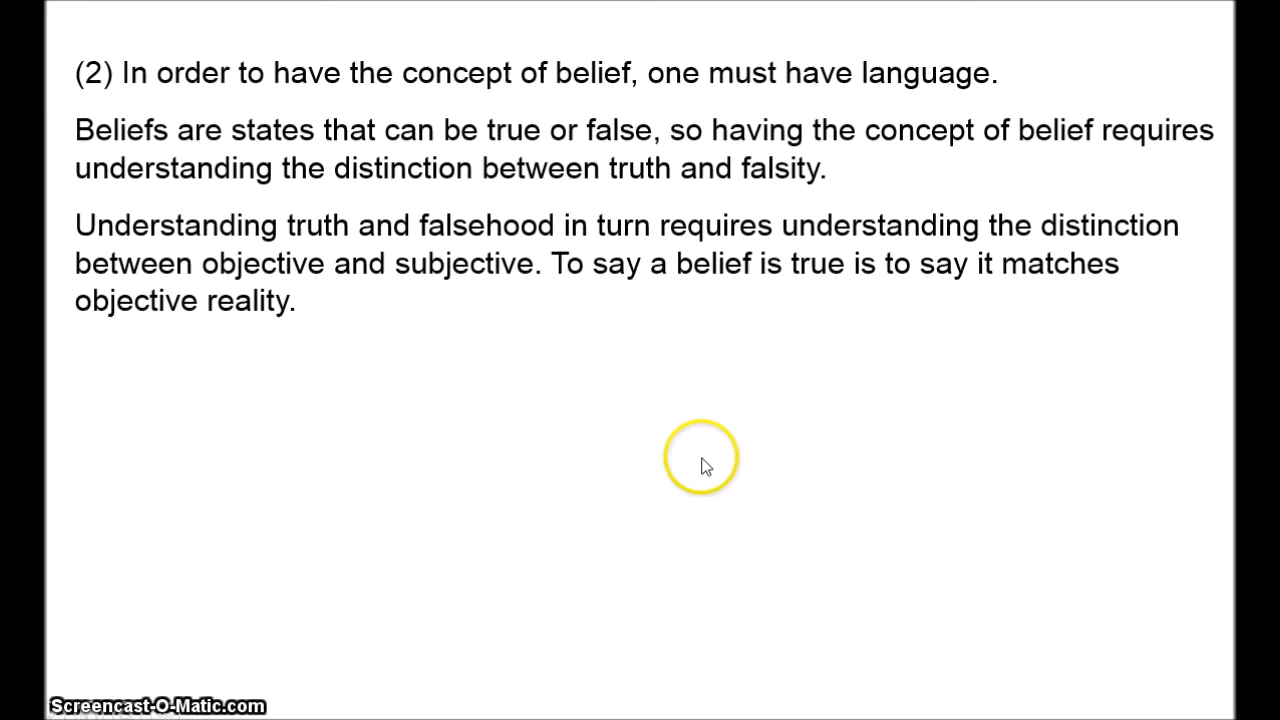 (2) In order to have the concept of belief, one must have language.
Beliefs are states that can be true or false, so having the concept of belief requires
understanding the distinction between truth and falsity.
Understanding truth and falsehood in turn requires understanding the distinction
between objective and subjective. To say a belief is true is to say it matches
objective reality.
Screencast-O-Matic.com